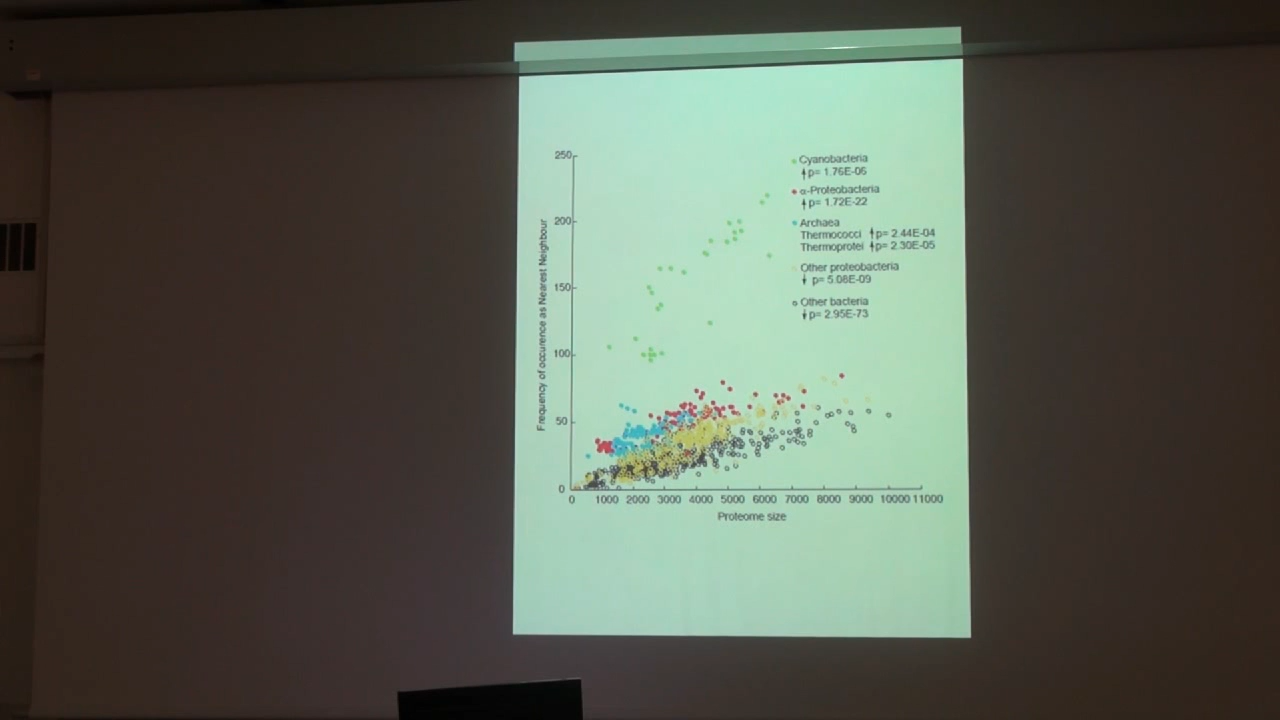 250
200
150
100
50
0
Frequency of occurence as Nearest Neighbour
Cyanobacteria
↑p= 1.76E-06
α-Proteobacteria
↑p= 1.72E-22
Archaea
Thermococci ↑p= 2.44E-04
Thermoprotei ↑p= 2.30E-05
Other proteobacteria
↓ p= 5.08E-09
Other bacteria
↓p= 2.95E-73
0 1000 2000 3000 4000 5000 6000 7000 8000 9000 10000 11000
Proteome size